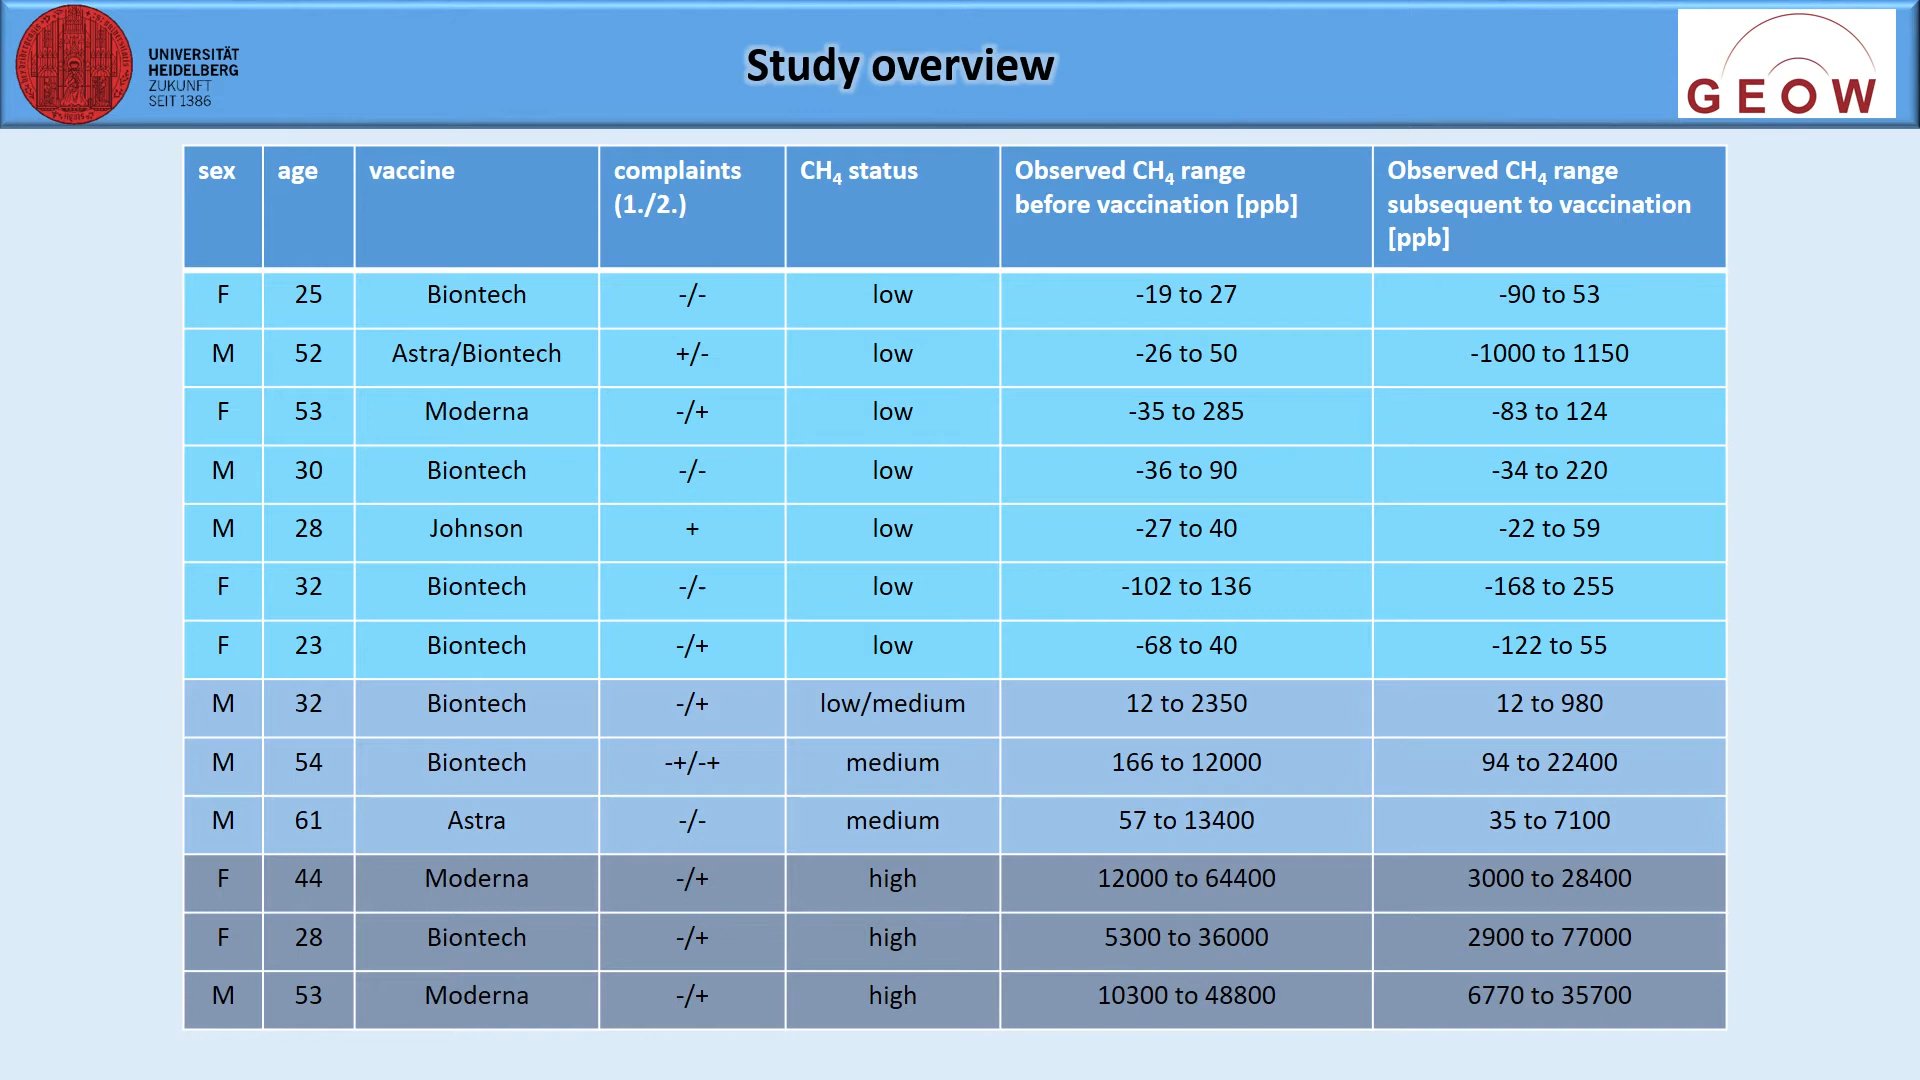 UNIVERSITÄT
HEIDELBERG
ZUKUNFT
SEIT 1386
Study overview
GEOW
sex age vaccine complaints (1./2.) CH₄ status Observed CH₄ range before vaccination [ppb] Observed CH₄ range subsequent to vaccination [ppb]
F 25 Biontech -/- low -19 to 27 -90 to 53
M 52 Astra/Biontech +/- low -26 to 50 -1000 to 1150
F 53 Moderna -/+ low -35 to 285 -83 to 124
M 30 Biontech -/- low -36 to 90 -34 to 220
M 28 Johnson + low -27 to 40 -22 to 59
F 32 Biontech -/- low -102 to 136 -168 to 255
F 23 Biontech -/+ low -68 to 40 -122 to 55
M 32 Biontech -/+ low/medium 12 to 2350 12 to 980
M 54 Biontech -+/-+ medium 166 to 12000 94 to 22400
M 61 Astra -/- medium 57 to 13400 35 to 7100
F 44 Moderna -/+ high 12000 to 64400 3000 to 28400
F 28 Biontech -/+ high 5300 to 36000 2900 to 77000
M 53 Moderna -/+ high 10300 to 48800 6770 to 35700